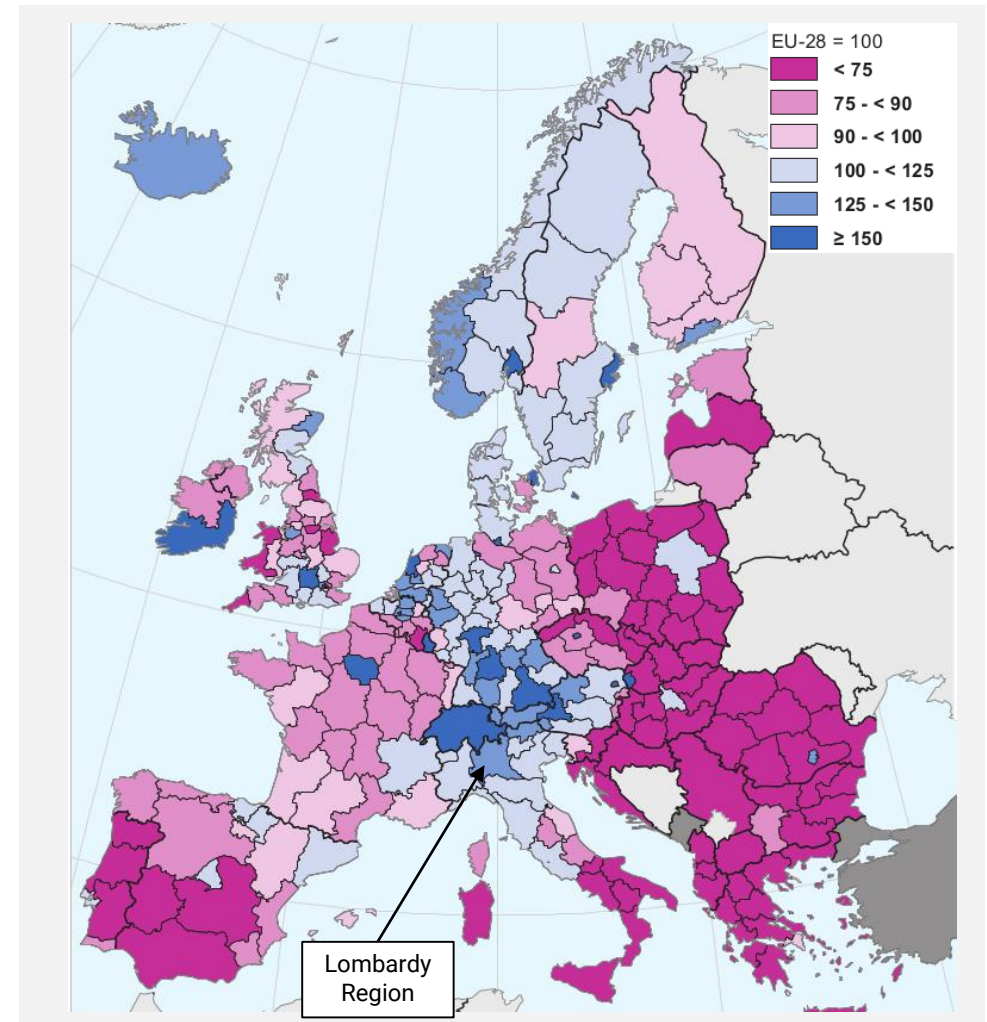 EU-28 = 100
< 75
75 - < 90
90 - < 100
100 - < 125
125 - < 150
≥ 150
Lombardy
Region